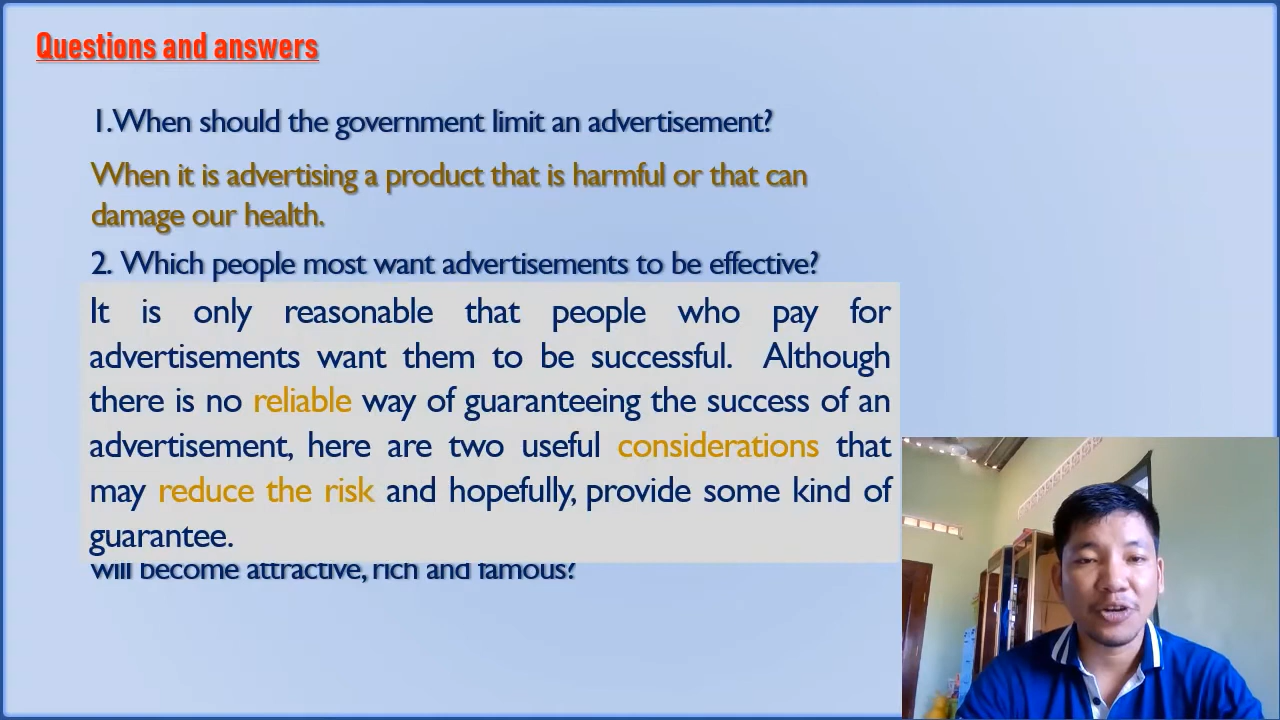 Questions and answers
1.When should the government limit an advertisement?
When it is advertising a product that is harmful or that can
damage our health.
2. Which people most want advertisements to be effective?
It is only reasonable that people who pay for
advertisements want them to be successful. Although
there is no reliable way of guaranteeing the success of an
advertisement, here are two useful considerations that
may reduce the risk and hopefully, provide some kind of
guarantee.
will become attractive, rich and famous?